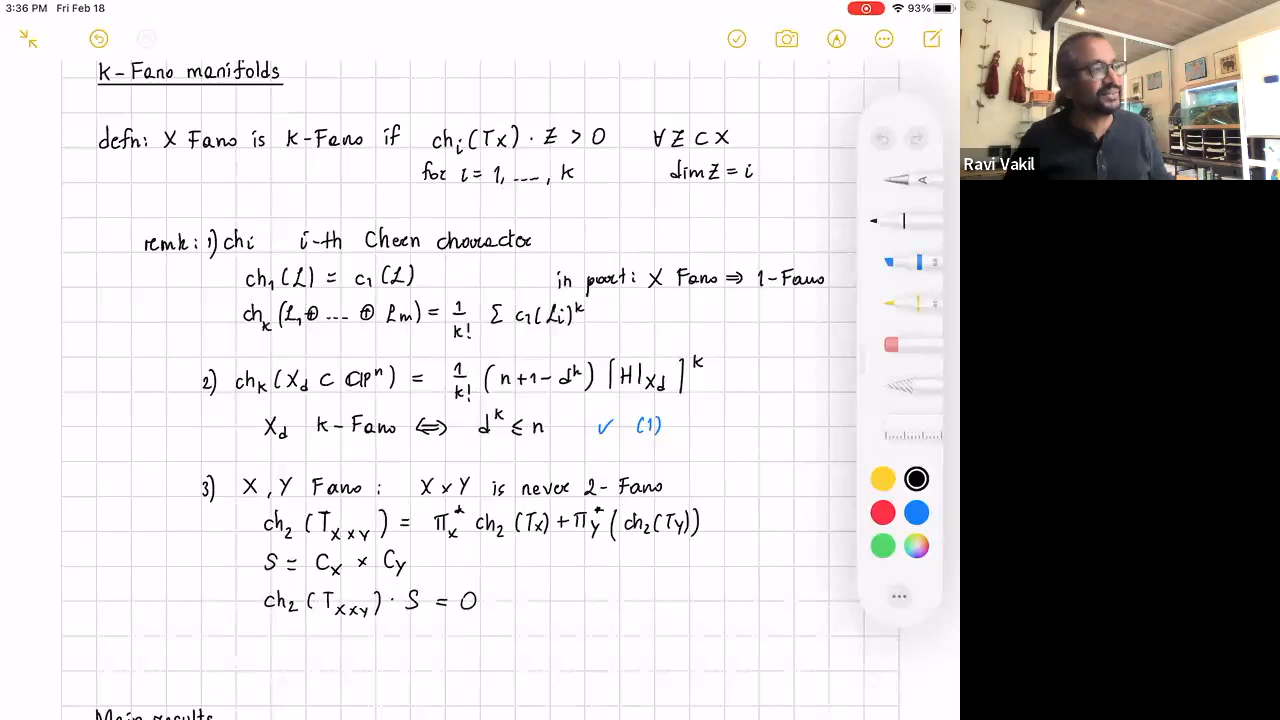 3:36 PM Fri Feb 18
93%
k-Fano manifolds
defn: X Fano is k-Fano if ch_i(T_X) · Z > 0 ∀ Z ⊂ X
for i = 1, ..., k dim Z = i
remk: 1) ch_i i-th Chern character
ch_1(L) = c_1(L) in part: X Fano ⇒ 1-Fano
ch_k(L_1 ⊕ ... ⊕ L_m) = 1/k! Σ c_1(L_i)^k
2) ch_k(X_d ⊂ CP^n) = 1/k! (n+1-d^k) [H|_{X_d}]^k
X_d k-Fano ⇔ d^k ≤ n ✓ (1)
3) X, Y Fano: X×Y is never 2-Fano
ch_2(T_{X×Y}) = π_X^* ch_2(T_X) + π_Y^*(ch_2(T_Y))
S = C_X × C_Y
ch_2(T_{X×Y}) · S = 0
Main results
Ravi Vakil